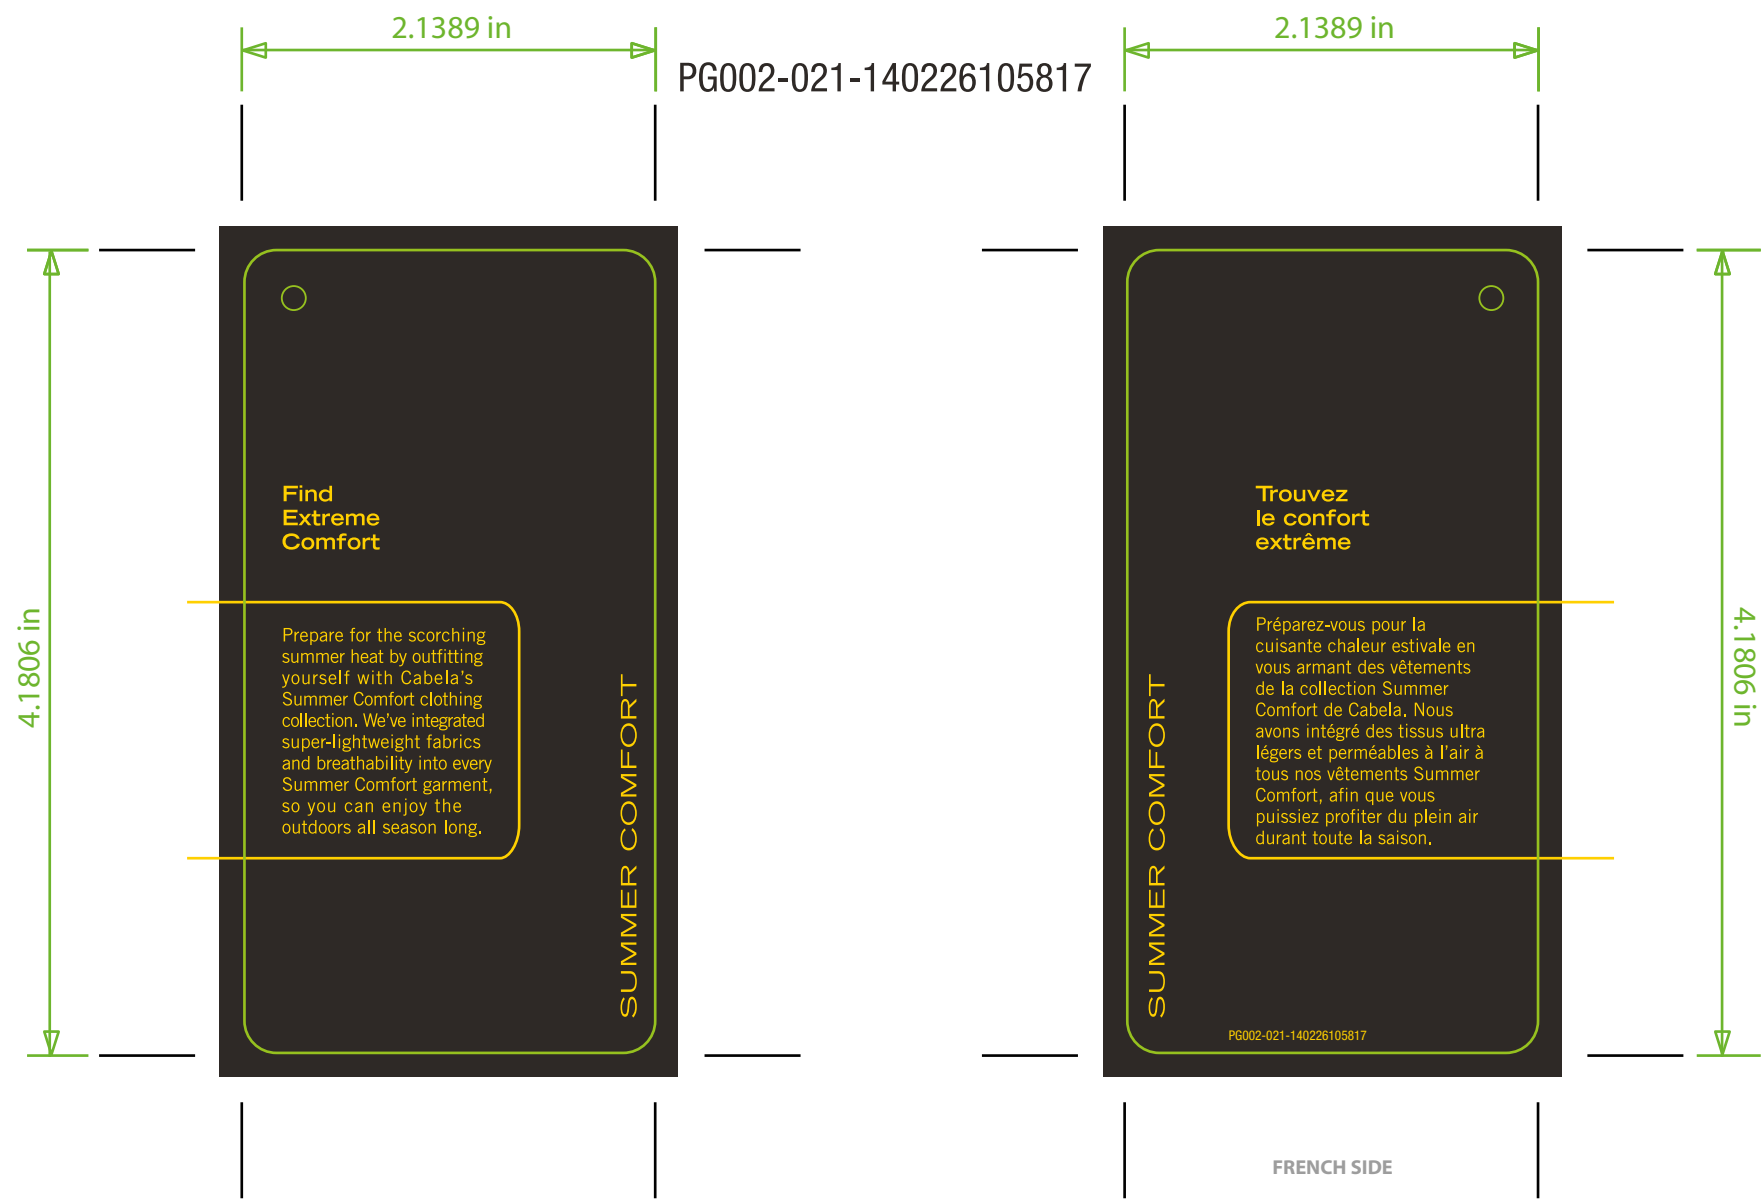 2.1389 in
2.1389 in
PG002-021-140226105817
4.1806 in
Find
Extreme
Comfort
Prepare for the scorching
summer heat by outfitting
yourself with Cabela's
Summer Comfort clothing
collection. We've integrated
super-lightweight fabrics
and breathability into every
Summer Comfort garment,
so you can enjoy the
outdoors all season long.
SUMMER COMFORT
SUMMER COMFORT
Trouvez
le confort
extrême
Préparez-vous pour la
cuisante chaleur estivale en
vous armant des vêtements
de la collection Summer
Comfort de Cabela. Nous
avons intégré des tissus ultra
légers et perméables à l'air à
tous nos vêtements Summer
Comfort, afin que vous
puissiez profiter du plein air
durant toute la saison.
PG002-021-140226105817
4.1806 in
FRENCH SIDE